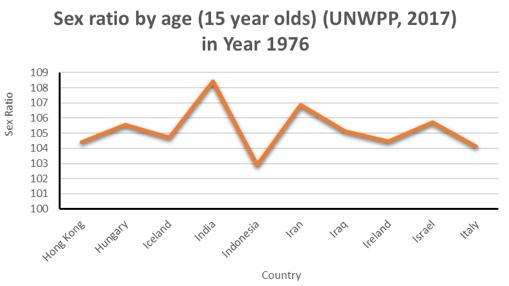 Sex ratio by age (15 year olds) (UNWPP, 2017)
in Year 1976
109
108
107
106
105
104
103
102
101
100
Sex Ratio
Hong Kong
Hungary
Iceland
India
Indonesia
Iran
Iraq
Ireland
Israel
Italy
Country